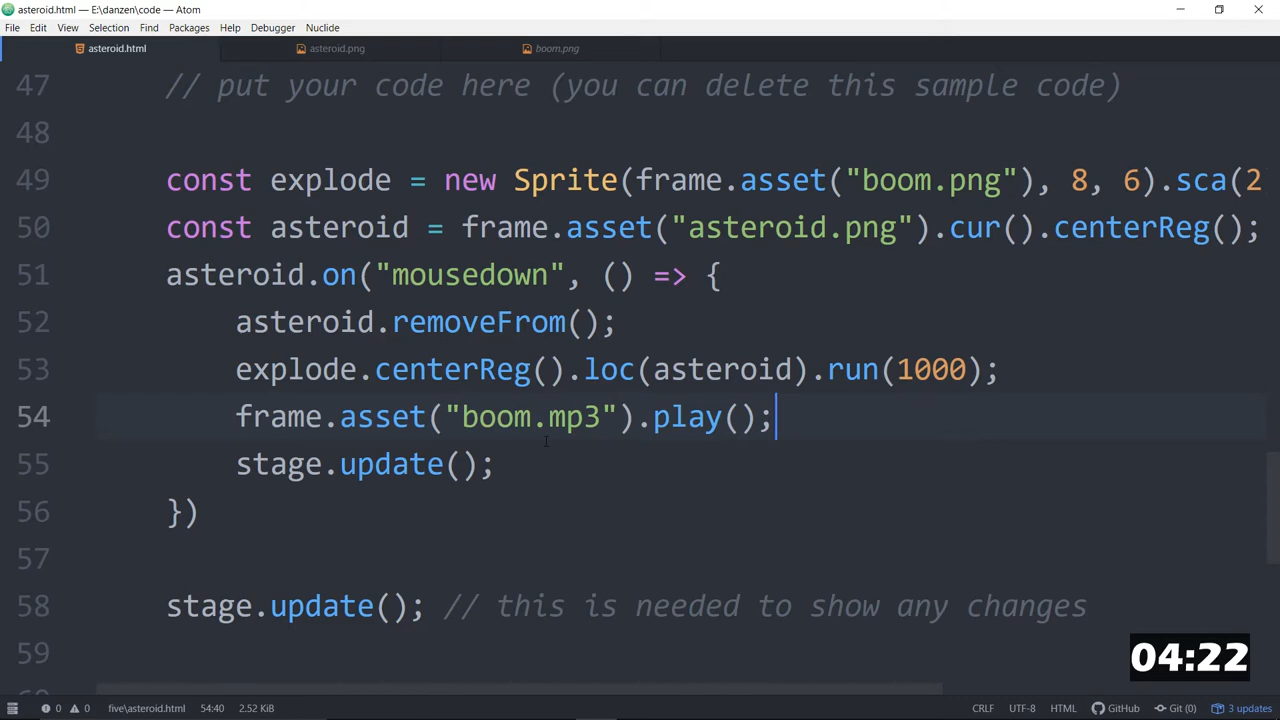 asteroid.html — E:\danzen\code — Atom
File Edit View Selection Find Packages Help Debugger Nuclide
asteroid.html asteroid.png boom.png
47 // put your code here (you can delete this sample code)
48
49 const explode = new Sprite(frame.asset("boom.png"), 8, 6).sca(2
50 const asteroid = frame.asset("asteroid.png").cur().centerReg();
51 asteroid.on("mousedown", () => {
52 asteroid.removeFrom();
53 explode.centerReg().loc(asteroid).run(1000);
54 frame.asset("boom.mp3").play();
55 stage.update();
56 })
57
58 stage.update(); // this is needed to show any changes
59
04:22
0 0 five\asteroid.html 54:40 2.52 KiB CRLF UTF-8 HTML GitHub Git (0) 3 updates